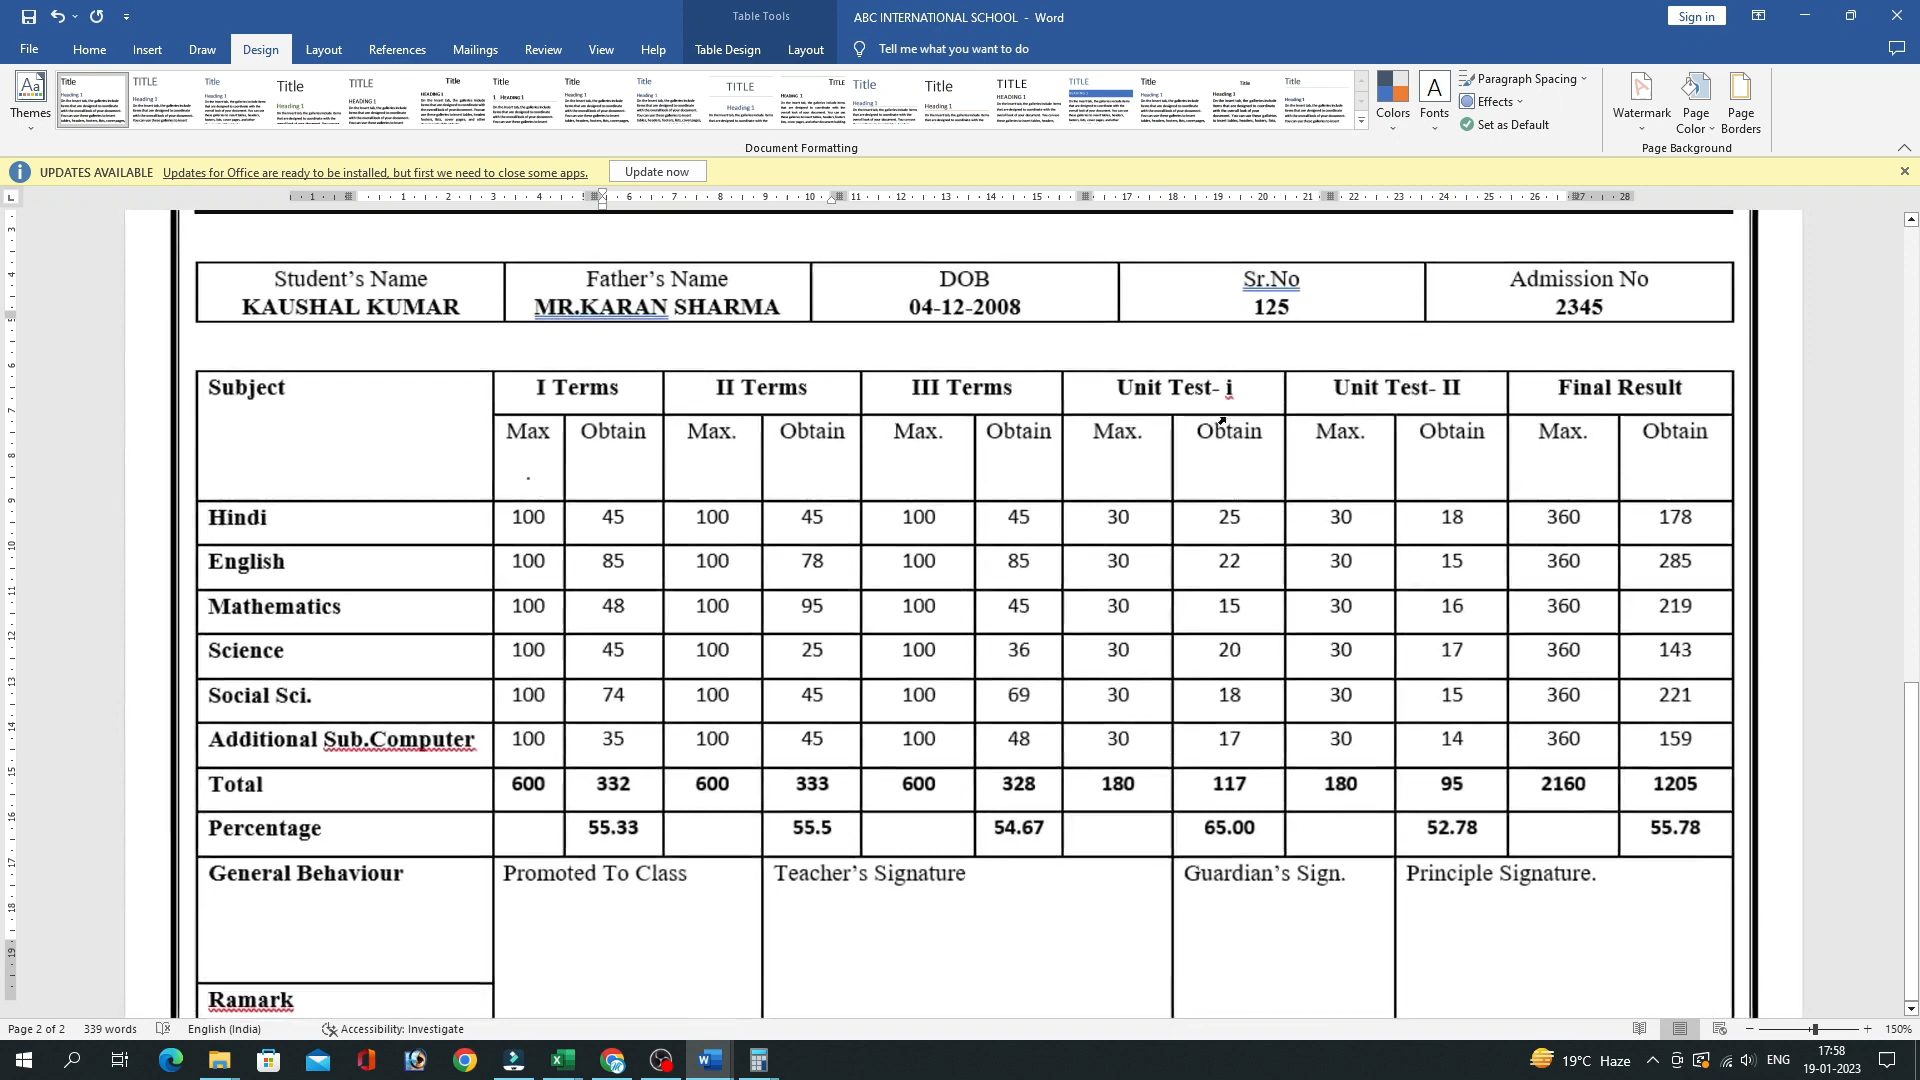 Table Tools
ABC INTERNATIONAL SCHOOL - Word
Sign in
File Home Insert Draw Design Layout References Mailings Review View Help Table Design Layout Tell me what you want to do
Themes
Colors
Fonts
Paragraph Spacing
Effects
Set as Default
Watermark
Page Color
Page Borders
Document Formatting
Page Background
UPDATES AVAILABLE Updates for Office are ready to be installed, but first we need to close some apps. Update now
Student's Name Father's Name DOB Sr.No Admission No
KAUSHAL KUMAR MR.KARAN SHARMA 04-12-2008 125 2345
Subject I Terms II Terms III Terms Unit Test- i Unit Test- II Final Result
Max Obtain Max. Obtain Max. Obtain Max. Obtain Max. Obtain Max. Obtain
.
Hindi 100 45 100 45 100 45 30 25 30 18 360 178
English 100 85 100 78 100 85 30 22 30 15 360 285
Mathematics 100 48 100 95 100 45 30 15 30 16 360 219
Science 100 45 100 25 100 36 30 20 30 17 360 143
Social Sci. 100 74 100 45 100 69 30 18 30 15 360 221
Additional Sub.Computer 100 35 100 45 100 48 30 17 30 14 360 159
Total 600 332 600 333 600 328 180 117 180 95 2160 1205
Percentage 55.33 55.5 54.67 65.00 52.78 55.78
General Behaviour Promoted To Class Teacher's Signature Guardian's Sign. Principle Signature.
Ramark
Page 2 of 2 339 words English (India) Accessibility: Investigate 150%
19°C Haze ENG 17:58
19-01-2023